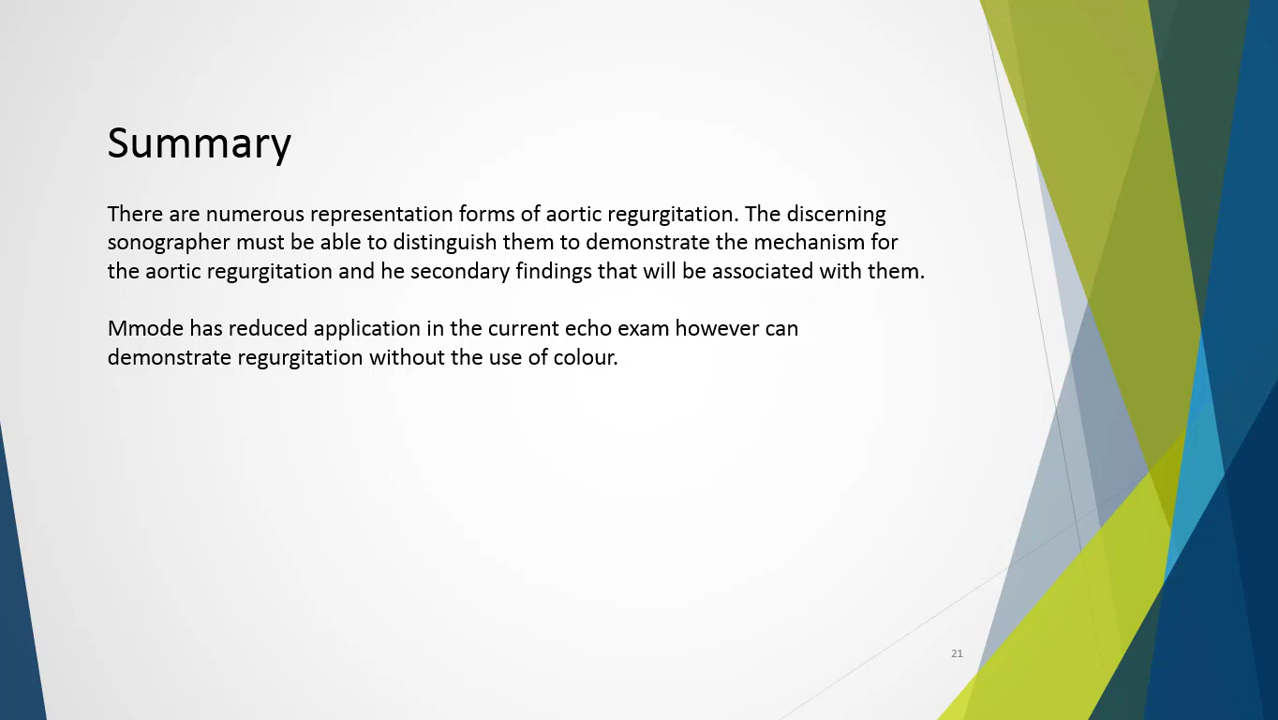 Summary
There are numerous representation forms of aortic regurgitation. The discerning
sonographer must be able to distinguish them to demonstrate the mechanism for
the aortic regurgitation and he secondary findings that will be associated with them.
Mmode has reduced application in the current echo exam however can
demonstrate regurgitation without the use of colour.
21